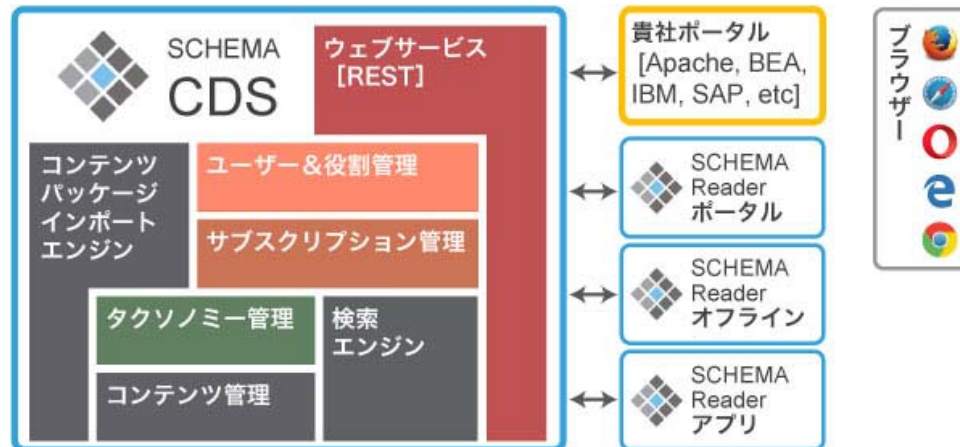 SCHEMA
CDS
ウェブサービス
[REST]
コンテンツ
パッケージ
インポート
エンジン
ユーザー&役割管理
サブスクリプション管理
タクソノミー管理
検索
エンジン
コンテンツ管理
貴社ポータル
[Apache, BEA,
IBM, SAP, etc]
SCHEMA
Reader
ポータル
SCHEMA
Reader
オフライン
SCHEMA
Reader
アプリ
ブラウザー